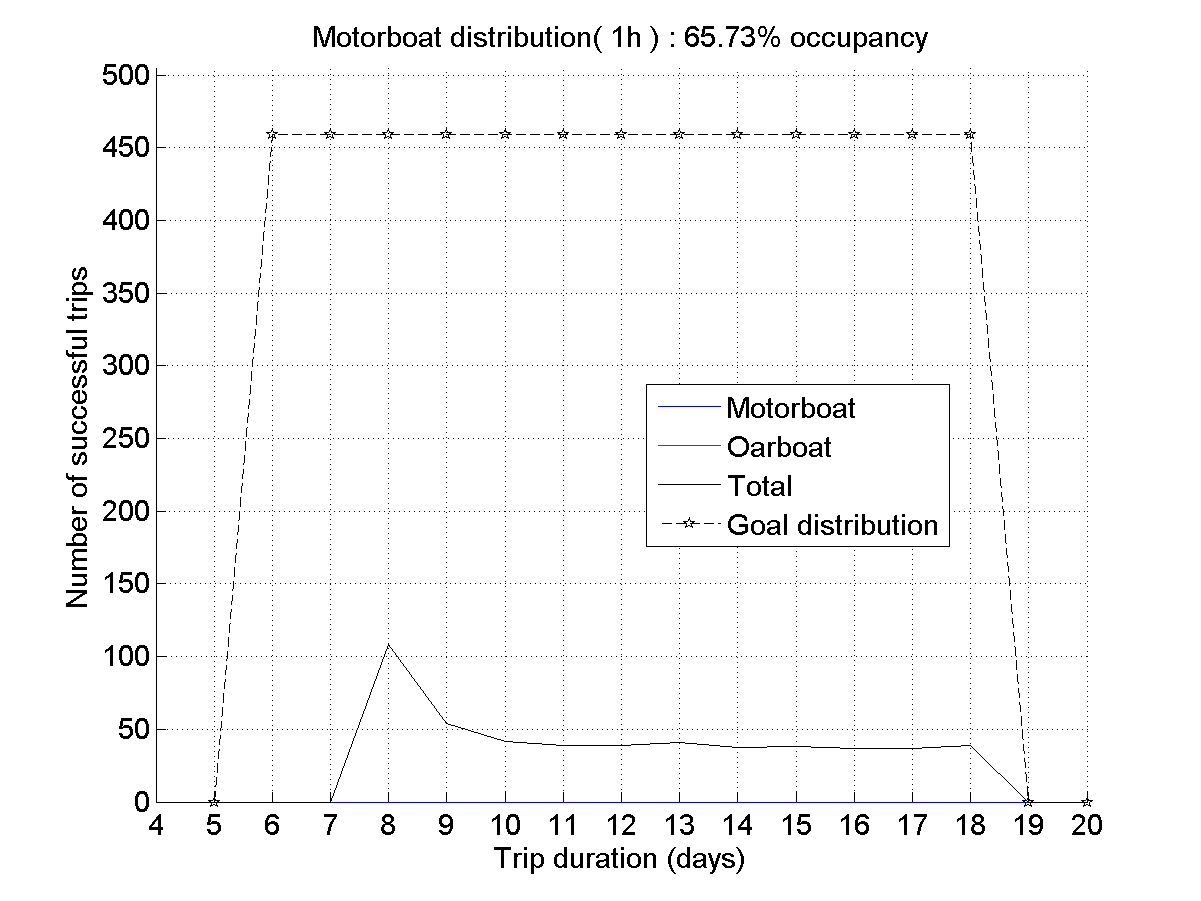 Motorboat distribution( 1h ) : 65.73% occupancy
500
450
400
350
300
250
200
150
100
50
0
Number of successful trips
Motorboat
Oarboat
Total
Goal distribution
4 5 6 7 8 9 10 11 12 13 14 15 16 17 18 19 20
Trip duration (days)